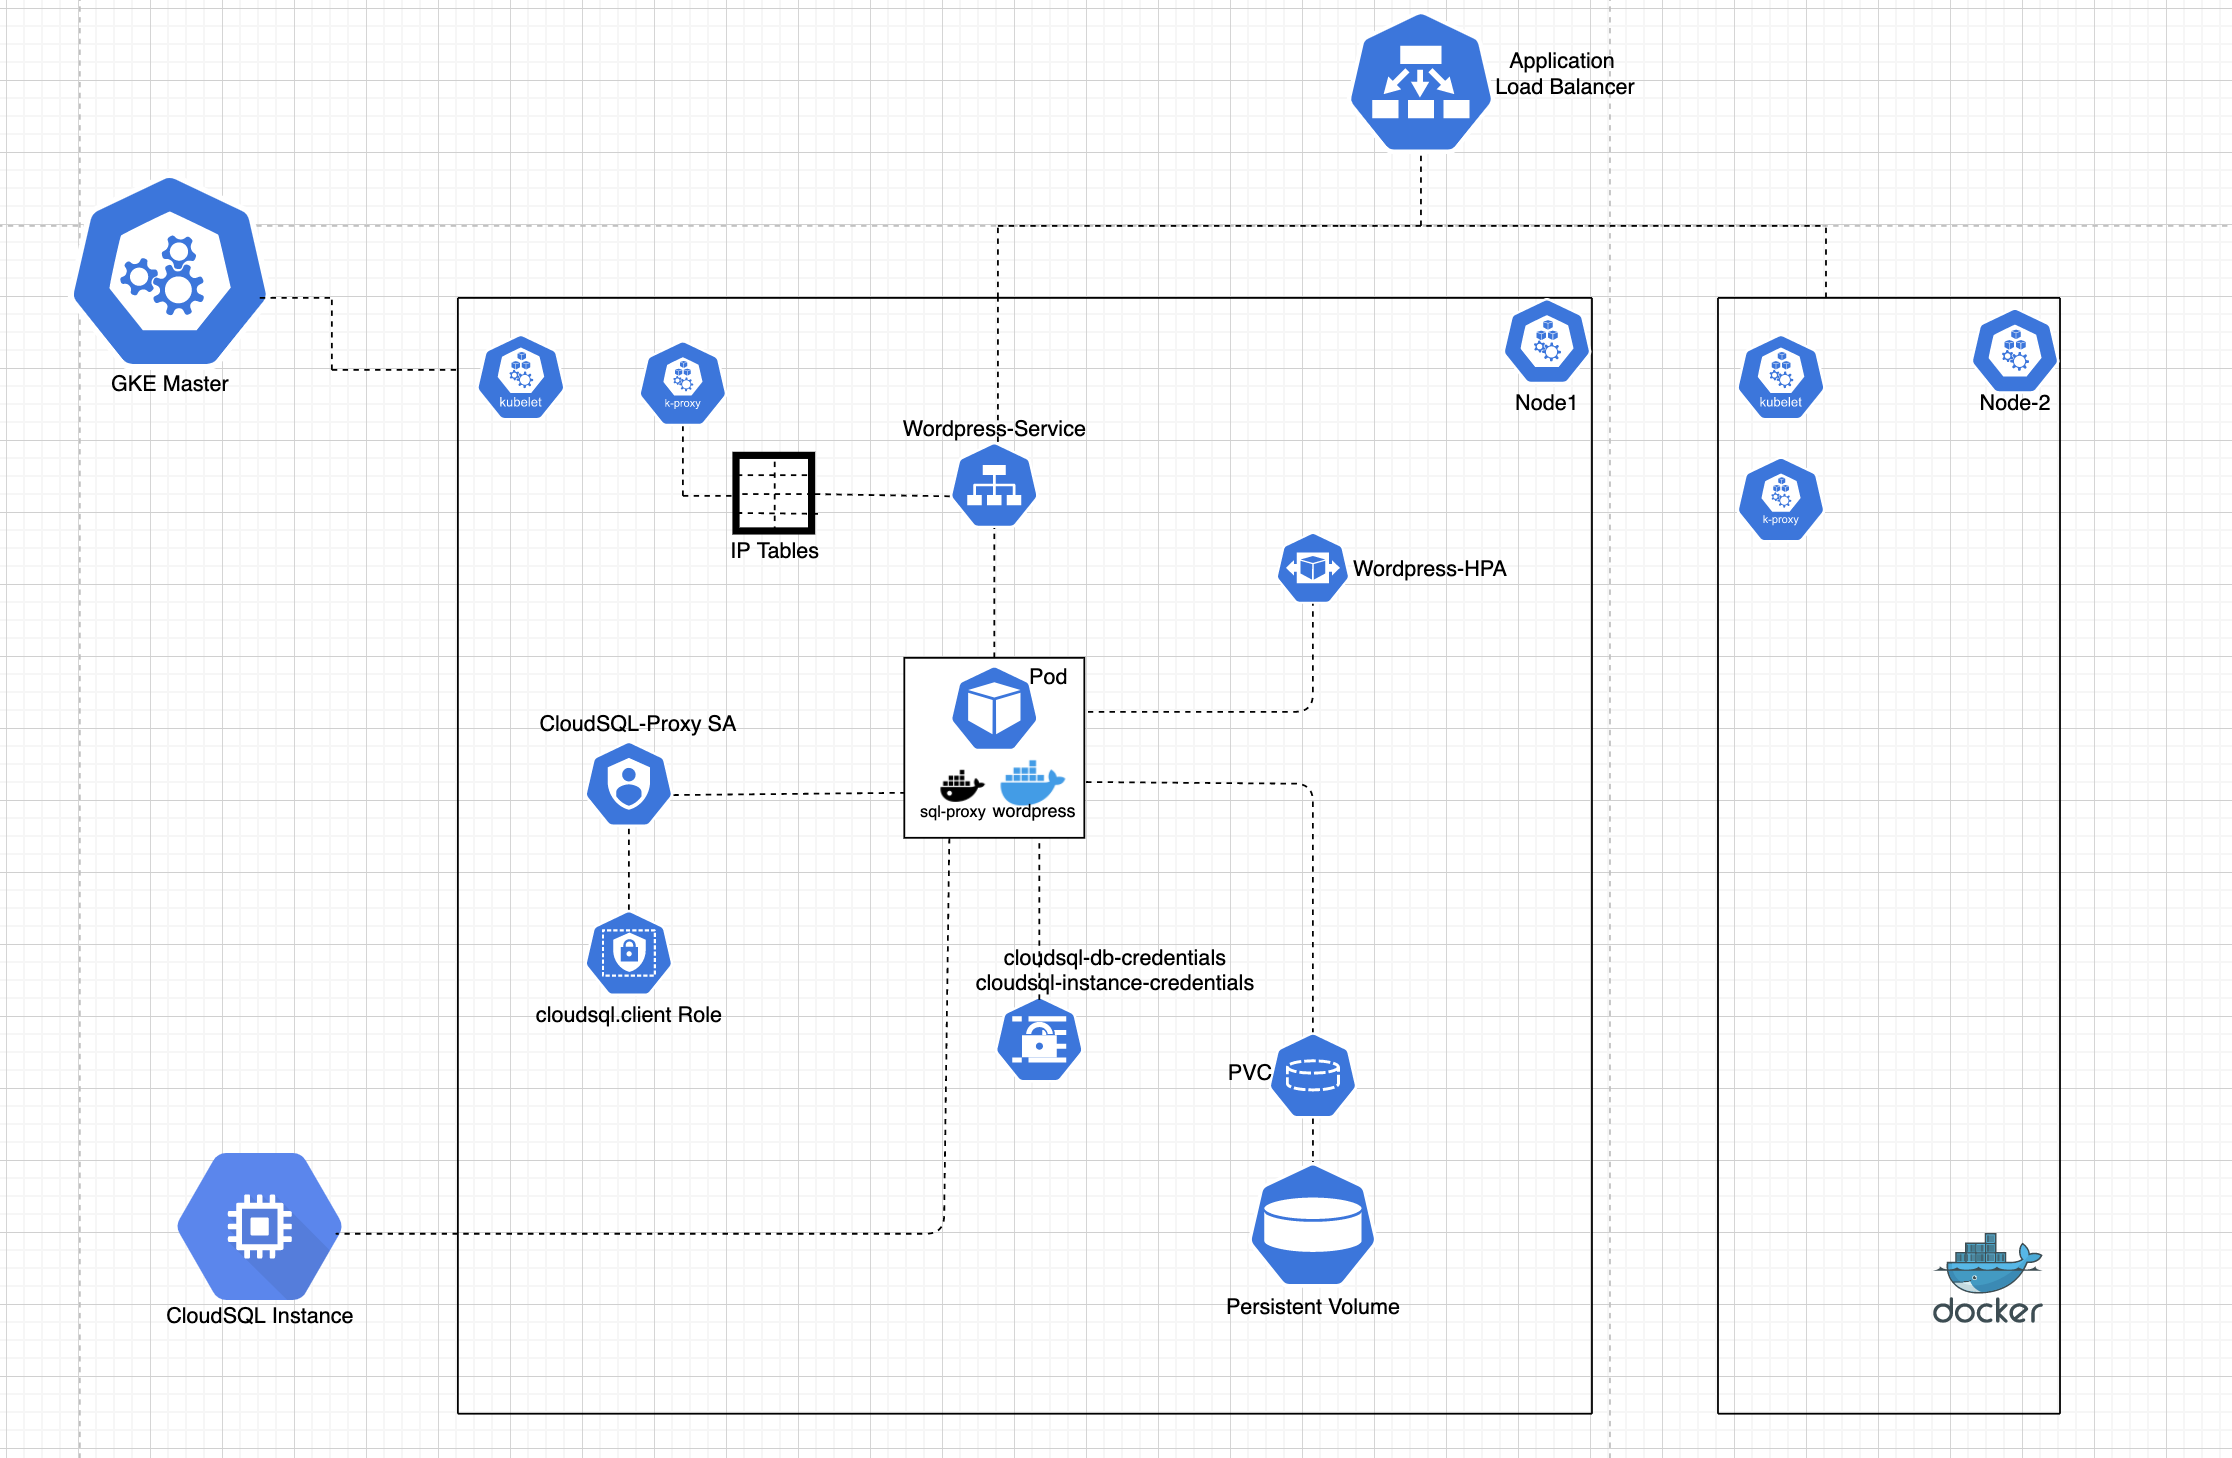 Application
Load Balancer
GKE Master
kubelet
k-proxy
Node1
kubelet
Node-2
Wordpress-Service
k-proxy
IP Tables
Wordpress-HPA
Pod
sql-proxy
wordpress
CloudSQL-Proxy SA
cloudsql.client Role
cloudsql-db-credentials
cloudsql-instance-credentials
PVC
Persistent Volume
CloudSQL Instance
docker